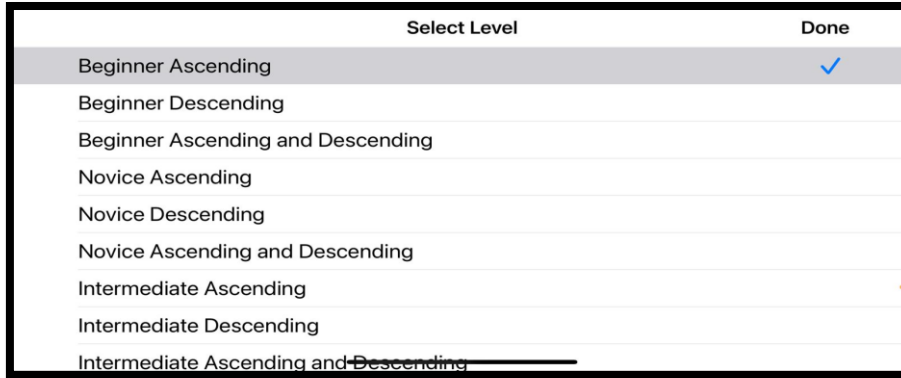 Select Level Done
Beginner Ascending
Beginner Descending
Beginner Ascending and Descending
Novice Ascending
Novice Descending
Novice Ascending and Descending
Intermediate Ascending
Intermediate Descending
Intermediate Ascending and Descending